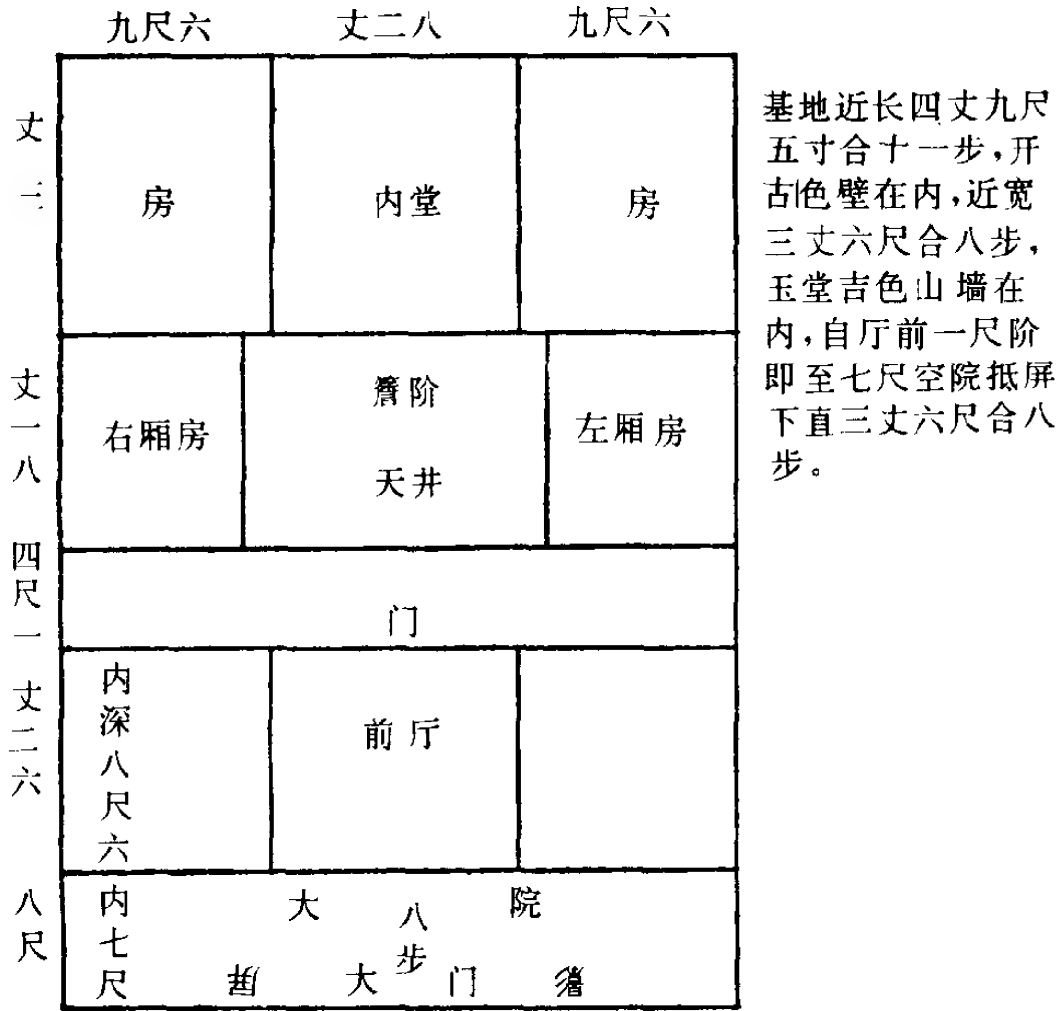 九尺六
丈二八
九尺六
丈三
房
内堂
房
丈一八
右厢房
簷阶
天井
左厢房
四尺一
门
丈二六
内深八尺六
前厅
八尺
内七尺
大院
八步
屏大门簷
基地近长四丈九尺
五寸合十一步，开
古色壁在内，近宽
三丈六尺合八步，
玉堂吉色山墙在
内，自厅前一尺阶
即至七尺空院抵屏
下直三丈六尺合八
步。